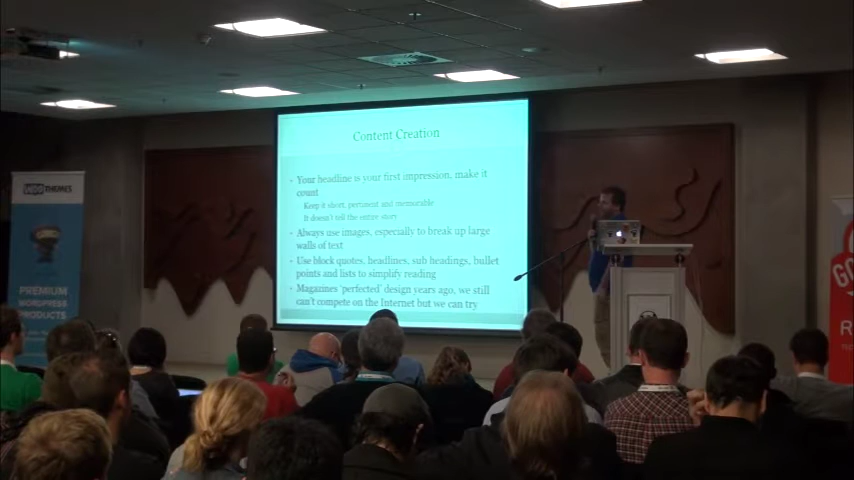 Content Creation
Your headline is your first impression, make it
count
Keep it short, pertinent and memorable
It doesn't tell the entire story
Always use images, especially to break up large
walls of text
Use block quotes, headlines, sub headings, bullet
points and lists to simplify reading
Magazines 'perfected' design years ago, we still
can't compete on the Internet but we can try
WOOTHEMES
PREMIUM
WORDPRESS
PRODUCTS
GO
R